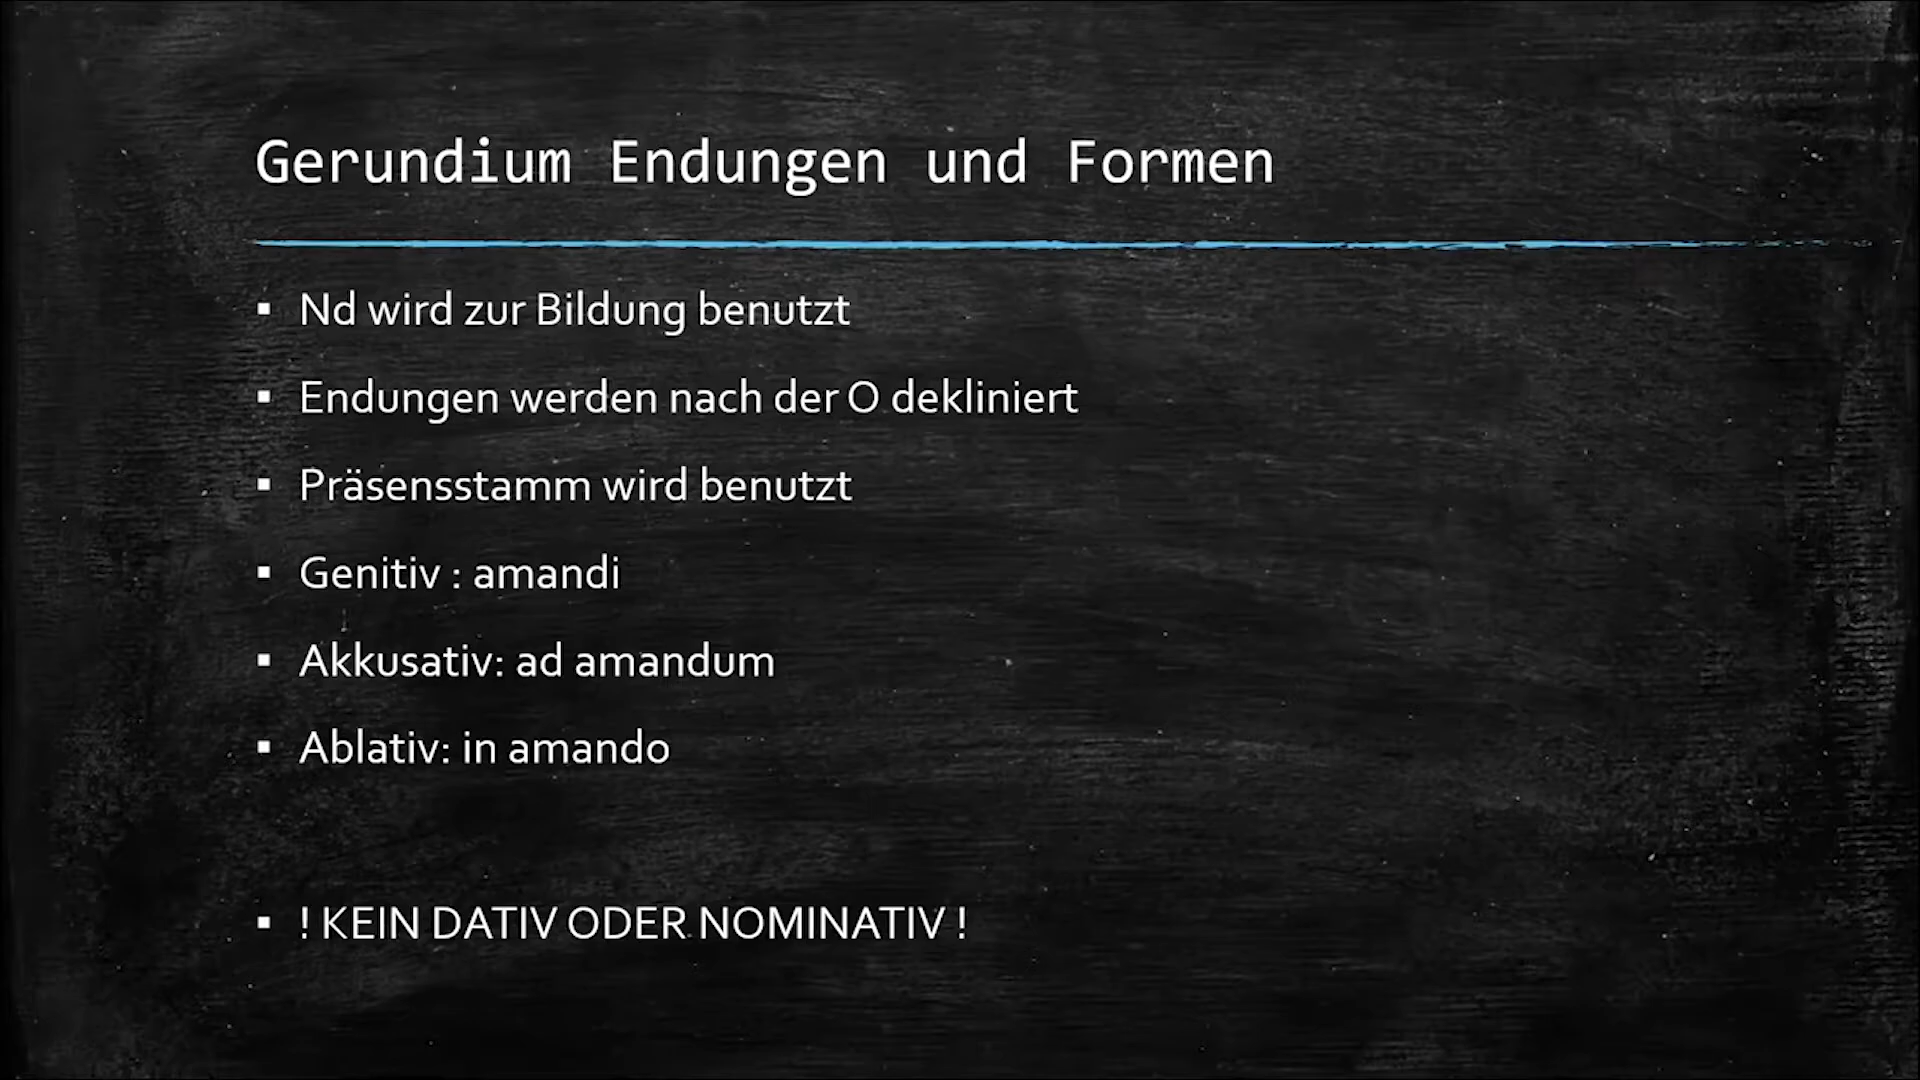 Gerundium Endungen und Formen
▪ Nd wird zur Bildung benutzt
▪ Endungen werden nach der O dekliniert
▪ Präsensstamm wird benutzt
▪ Genitiv : amandi
▪ Akkusativ: ad amandum
▪ Ablativ: in amando
▪ ! KEIN DATIV ODER NOMINATIV !